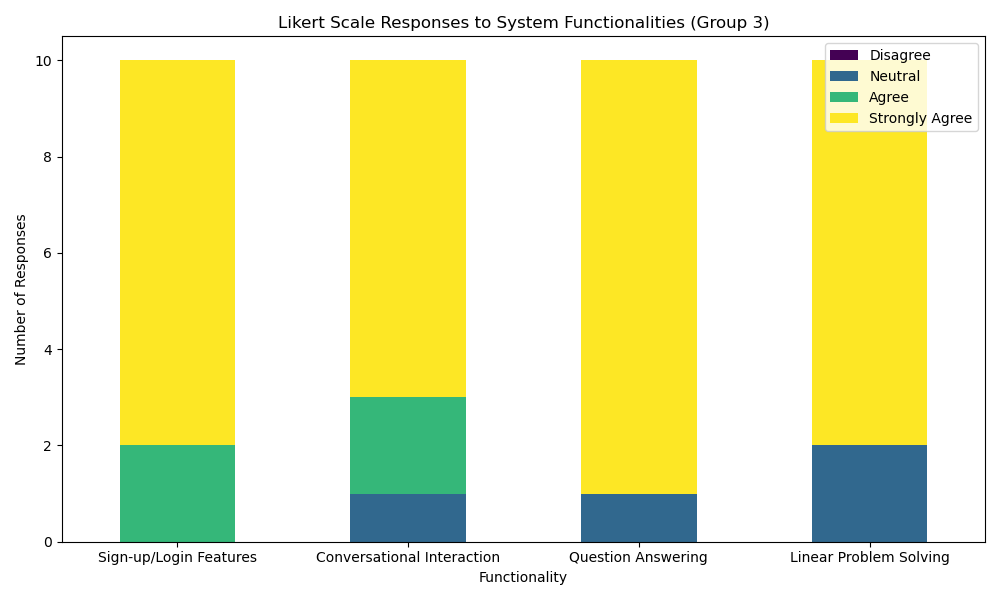 Likert Scale Responses to System Functionalities (Group 3)
Disagree
Neutral
Agree
Strongly Agree
10
8
6
4
2
0
Number of Responses
Sign-up/Login Features
Conversational Interaction
Question Answering
Linear Problem Solving
Functionality